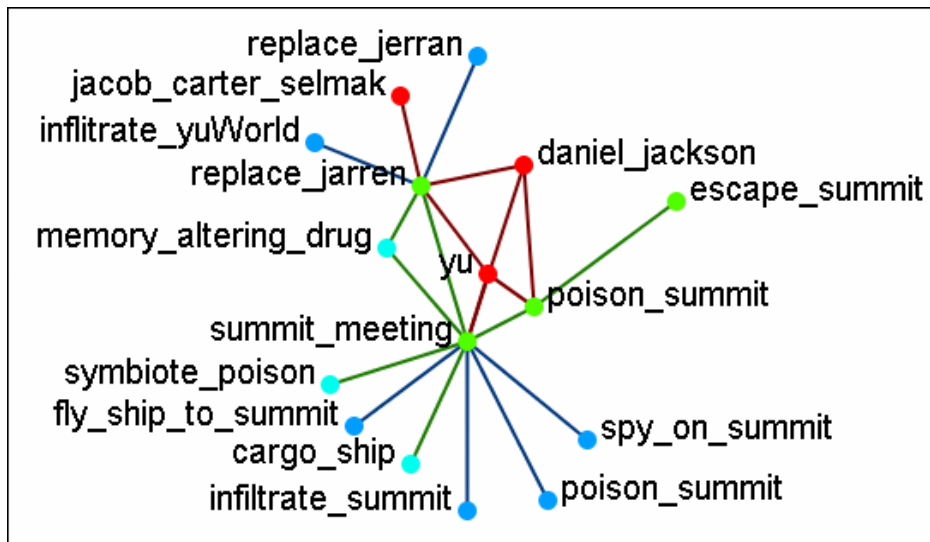 replace_jerran
jacob_carter_selmak
inflitrate_yuWorld
daniel_jackson
replace_jarren
escape_summit
memory_altering_drug
yu
poison_summit
summit_meeting
symbiote_poison
fly_ship_to_summit
spy_on_summit
cargo_ship
infiltrate_summit
poison_summit